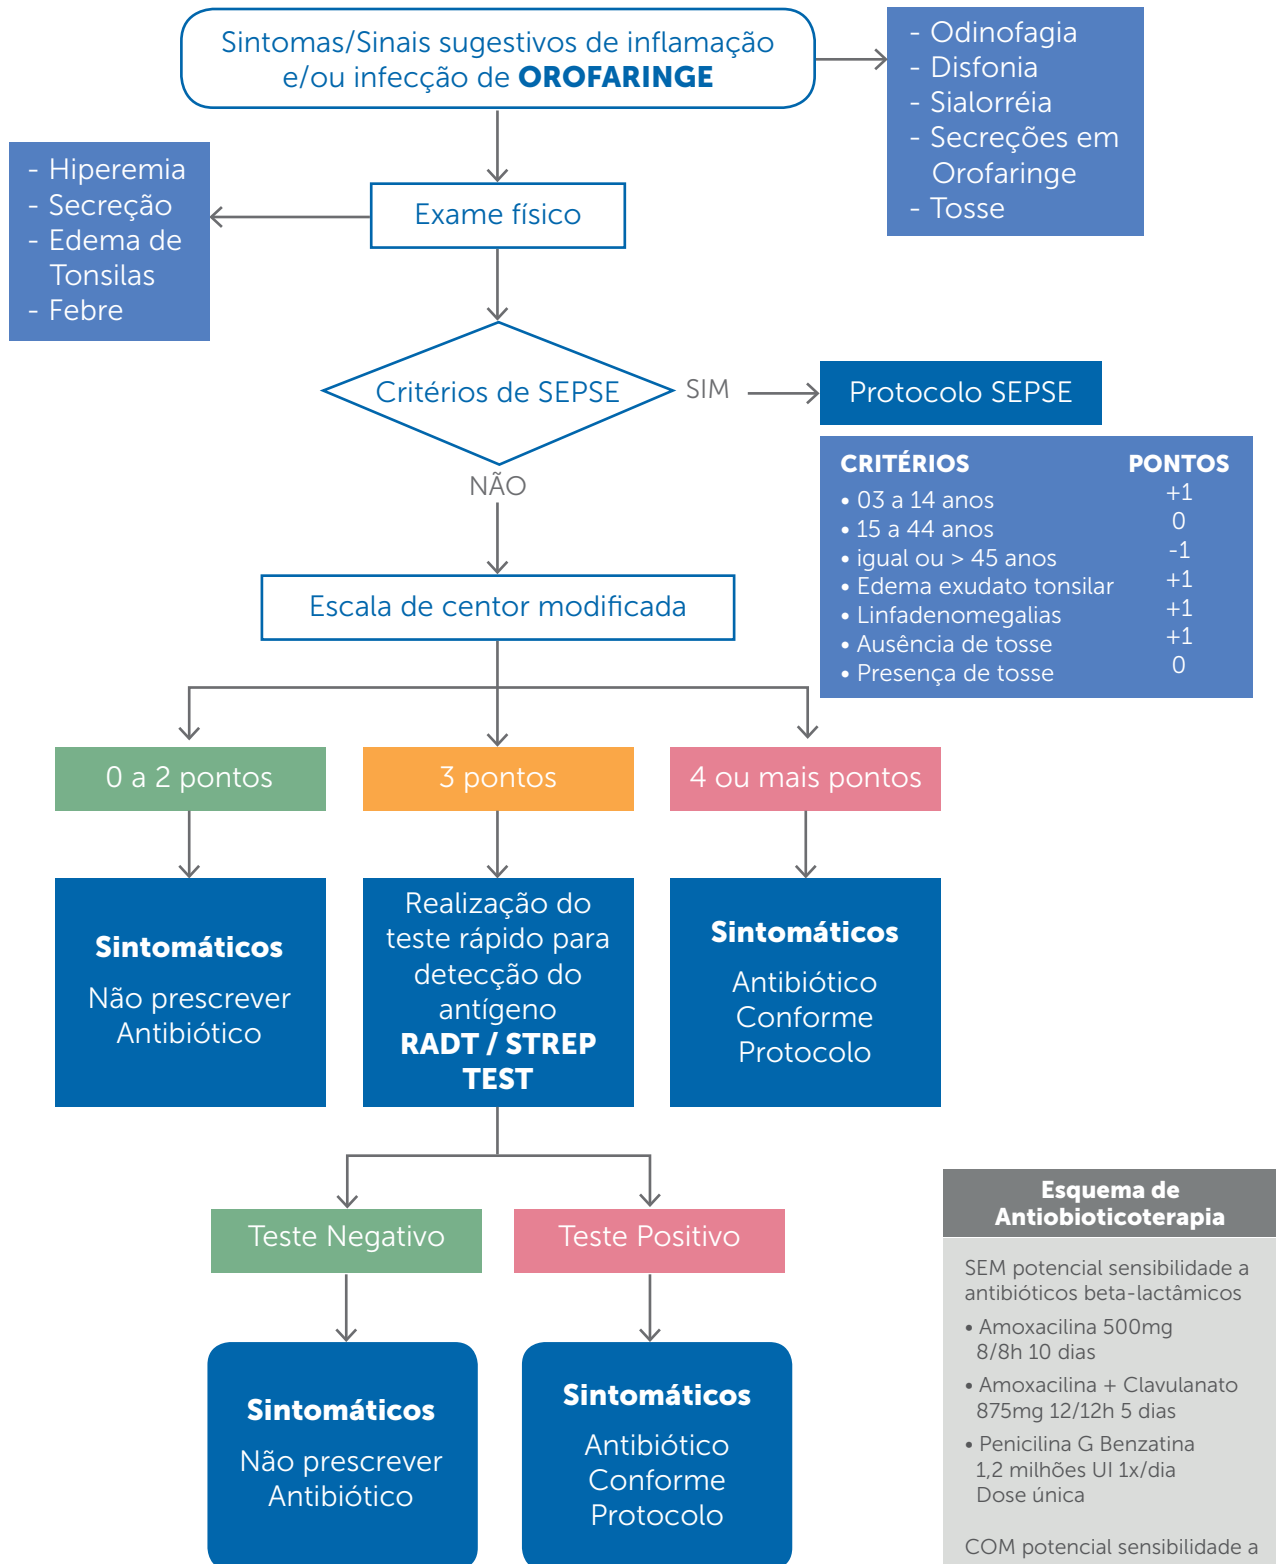 Sintomas/Sinais sugestivos de inflamação
e/ou infecção de OROFARINGE
- Odinofagia
- Disfonia
- Sialorréia
- Secreções em
Orofaringe
- Tosse
- Hiperemia
- Secreção
- Edema de
Tonsilas
- Febre
Exame físico
Critérios de SEPSE
SIM
Protocolo SEPSE
NÃO
CRITÉRIOS PONTOS
• 03 a 14 anos +1
• 15 a 44 anos 0
• igual ou > 45 anos -1
• Edema exudato tonsilar +1
• Linfadenomegalias +1
• Ausência de tosse +1
• Presença de tosse 0
Escala de centor modificada
0 a 2 pontos
3 pontos
4 ou mais pontos
Sintomáticos
Não prescrever
Antibiótico
Realização do
teste rápido para
detecção do
antígeno
RADT / STREP
TEST
Sintomáticos
Antibiótico
Conforme
Protocolo
Teste Negativo
Teste Positivo
Sintomáticos
Não prescrever
Antibiótico
Sintomáticos
Antibiótico
Conforme
Protocolo
Esquema de
Antiobioticoterapia
SEM potencial sensibilidade a
antibióticos beta-lactâmicos
• Amoxacilina 500mg
8/8h 10 dias
• Amoxacilina + Clavulanato
875mg 12/12h 5 dias
• Penicilina G Benzatina
1,2 milhões UI 1x/dia
Dose única
COM potencial sensibilidade a